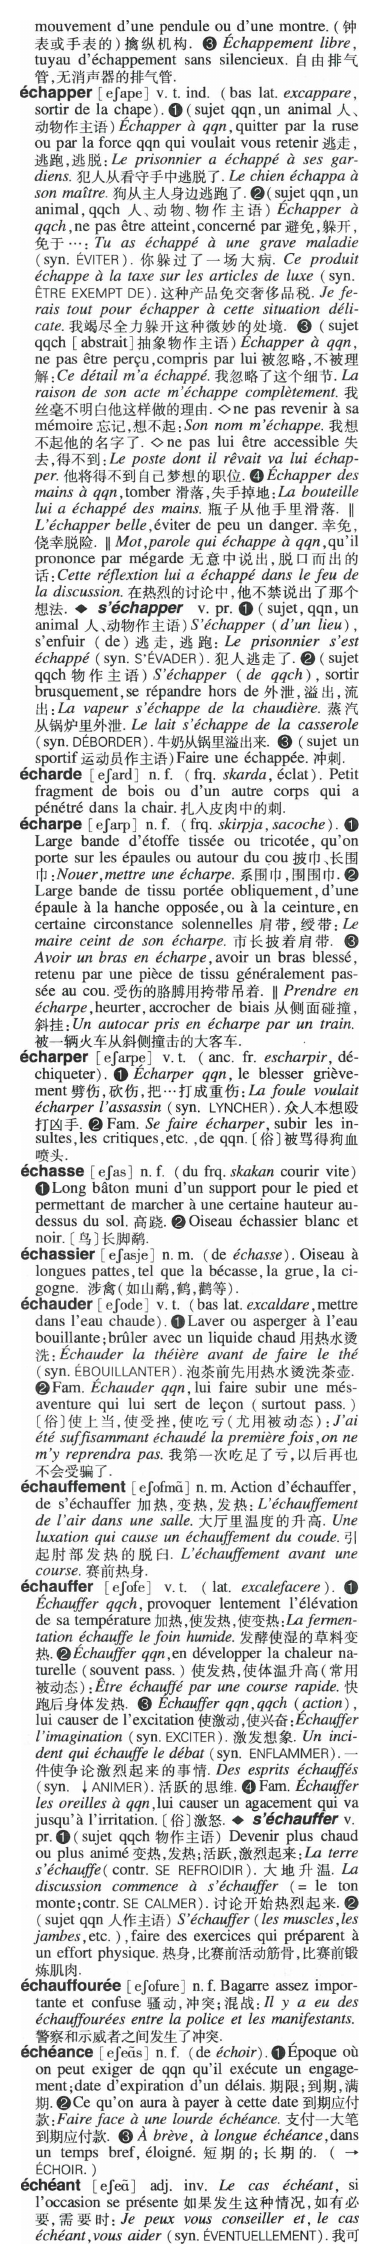 mouvement d'une pendule ou d'une montre. (钟
表或手表的) 擒纵机构. ❸ Échappement libre,
tuyau d'échappement sans silencieux. 自由排气
管,无消声器的排气管.
échapper [eʃape] v. t. ind. (bas lat. excappare,
sortir de la chape). ❶ (sujet qqn,un animal 人、
动物作主语) Échapper à qqn,quitter par la ruse
ou par la force qqn qui voulait vous retenir 逃走,
逃跑,逃脱: Le prisonnier a échappé à ses gar-
diens. 犯人从看守手中逃脱了. Le chien échappa à
son maître. 狗从主人身边逃跑了. ❷ (sujet qqn,un
animal,qqch 人、动物、物作主语) Échapper à
qqch,ne pas être atteint,concerné par 避免,躲开,
免于…: Tu as échappé à une grave maladie
(syn. ÉVITER). 你躲过了一场大病. Ce produit
échappe à la taxe sur les articles de luxe (syn.
ÊTRE EXEMPT DE). 这种产品免交奢侈品税. Je fe-
rais tout pour échapper à cette situation déli-
cate. 我竭尽全力躲开这种微妙的处境. ❸ (sujet
qqch [abstrait]抽象物作主语) Échapper à qqn,
ne pas être perçu,compris par lui 被忽略,不被理
解:Ce détail m'a échappé. 我忽略了这个细节. La
raison de son acte m'échappe complètement. 我
丝毫不明白他这样做的理由. ◇ne pas revenir à sa
mémoire 忘记,想不起:Son nom m'échappe. 我想
不起他的名字了. ◇ne pas lui être accessible 失
去,得不到:Le poste dont il rêvait va lui échap-
per. 他将得不到自己梦想的职位. ❹ Échapper des
mains à qqn,tomber 滑落,失手掉地:La bouteille
lui a échappé des mains. 瓶子从他手里滑落. ‖
L'échapper belle,éviter de peu un danger. 幸免,
侥幸脱险. ‖ Mot,parole qui échappe à qqn,qu'il
prononce par mégarde 无意中说出,脱口而出的
话:Cette réflextion lui a échappé dans le feu de
la discussion. 在热烈的讨论中,他不禁说出了那个
想法. ◆ s'échapper v. pr. ❶ (sujet, qqn, un
animal 人、动物作主语) S'échapper (d'un lieu),
s'enfuir (de) 逃走,逃跑: Le prisonnier s'est
échappé (syn. S'ÉVADER). 犯人逃走了. ❷ (sujet
qqch 物作主语) S'échapper (de qqch), sortir
brusquement,se répandre hors de 外泄,溢出,流
出: La vapeur s'échappe de la chaudière. 蒸汽
从锅炉里外泄. Le lait s'échappe de la casserole
(syn. DÉBORDER). 牛奶从锅里溢出来. ❸ (sujet un
sportif 运动员作主语)Faire une échappée. 冲刺.
écharde [eʃard] n. f. (frq. skarda, éclat). Petit
fragment de bois ou d'un autre corps qui a
pénétré dans la chair. 扎入皮肉中的刺.
écharpe [eʃarp] n. f. (frq. skirpja, sacoche). ❶
Large bande d'étoffe tissée ou tricotée, qu'on
porte sur les épaules ou autour du cou 披巾、长围
巾:Nouer,mettre une écharpe. 系围巾,围围巾. ❷
Large bande de tissu portée obliquement, d'une
épaule à la hanche opposée,ou à la ceinture,en
certaine circonstance solennelles 肩带,绶带: Le
maire ceint de son écharpe. 市长披着肩带. ❸
Avoir un bras en écharpe,avoir un bras blessé,
retenu par une pièce de tissu généralement pas-
sée au cou. 受伤的胳膊用挎带吊着. ‖ Prendre en
écharpe,heurter,accrocher de biais 从侧面碰撞,
斜挂:Un autocar pris en écharpe par un train.
被一辆火车从斜侧撞击的大客车.
écharper [eʃarpe] v. t. (anc. fr. escharpir, dé-
chiqueter). ❶ Écharper qqn, le blesser griève-
ment 劈伤,砍伤,把…打成重伤:La foule voulait
écharper l'assassin (syn. LYNCHER). 众人本想殴
打凶手. ❷ Fam. Se faire écharper, subir les in-
sultes,les critiques,etc. ,de qqn. [俗]被骂得狗血
喷头.
échasse [eʃas] n. f. (du frq. skakan courir vite)
❶Long bâton muni d'un support pour le pied et
permettant de marcher à une certaine hauteur au-
dessus du sol. 高跷. ❷ Oiseau échassier blanc et
noir. [鸟]长脚鹬.
échassier [eʃasje] n. m. (de échasse). Oiseau à
longues pattes,tel que la bécasse, la grue, la ci-
gogne. 涉禽(如山鹬,鹤,鹳等).
échauder [eʃode] v. t. (bas lat. excaldare,mettre
dans l'eau chaude). ❶Laver ou asperger à l'eau
bouillante;brûler avec un liquide chaud 用热水烫
洗: Échauder la théière avant de faire le thé
(syn. ÉBOUILLANTER). 泡茶前先用热水烫洗茶壶.
❷Fam. Échauder qqn,lui faire subir une més-
aventure qui lui sert de leçon (surtout pass.)
[俗]使上当,使受挫,使吃亏(尤用被动态): J'ai
été suffisamment échaudé la première fois,on ne
m'y reprendra pas. 我第一次吃足了亏,以后再也
不会受骗了.
échauffement [eʃofmɑ̃] n. m. Action d'échauffer,
de s'échauffer 加热,变热,发热: L'échauffement
de l'air dans une salle. 大厅里温度的升高. Une
luxation qui cause un échauffement du coude. 引
起肘部发热的脱臼. L'échauffement avant une
course. 赛前热身.
échauffer [eʃofe] v. t. (lat. excalefacere). ❶
Échauffer qqch, provoquer lentement l'élévation
de sa température 加热,使发热,使变热:La fermen-
tation échauffe le foin humide. 发酵使湿的草料变
热. ❷Échauffer qqn,en développer la chaleur na-
turelle (souvent pass.) 使发热,使体温升高(常用
被动态):Être échauffé par une course rapide. 快
跑后身体发热. ❸ Échauffer qqn,qqch (action),
lui causer de l'excitation 使激动,使兴奋:Échauffer
l'imagination (syn. EXCITER). 激发想象. Un inci-
dent qui échauffe le débat (syn. ENFLAMMER). 一
件使争论激烈起来的事情. Des esprits échauffés
(syn. ↓ANIMER). 活跃的思维. ❹ Fam. Échauffer
les oreilles à qqn,lui causer un agacement qui va
jusqu'à l'irritation. [俗]激怒. ◆ s'échauffer v.
pr. ❶ (sujet qqch 物作主语) Devenir plus chaud
ou plus animé 变热,发热;活跃,激烈起来: La terre
s'échauffe(contr. SE REFROIDIR). 大地升温. La
discussion commence à s'échauffer (= le ton
monte;contr. SE CALMER). 讨论开始热烈起来. ❷
(sujet qqn 人作主语) S'échauffer (les muscles,les
jambes,etc.),faire des exercices qui préparent à
un effort physique. 热身,比赛前活动筋骨,比赛前锻
炼肌肉.
échauffourée [eʃofure] n. f. Bagarre assez impor-
tante et confuse 骚动,冲突;混战:Il y a eu des
échauffourées entre la police et les manifestants.
警察和示威者之间发生了冲突.
échéance [eʃeɑ̃s] n. f. (de échoir). ❶Époque où
on peut exiger de qqn qu'il exécute un engage-
ment;date d'expiration d'un délais. 期限;到期,满
期. ❷Ce qu'on aura à payer à cette date 到期应付
款:Faire face à une lourde échéance. 支付一大笔
到期应付款. ❸ À brève, à longue échéance,dans
un temps bref, éloigné. 短期的;长期的. (→
ÉCHOIR.)
échéant [eʃeɑ̃] adj. inv. Le cas échéant, si
l'occasion se présente 如果发生这种情况,如有必
要,需要时: Je peux vous conseiller et, le cas
échéant,vous aider (syn. ÉVENTUELLEMENT). 我可